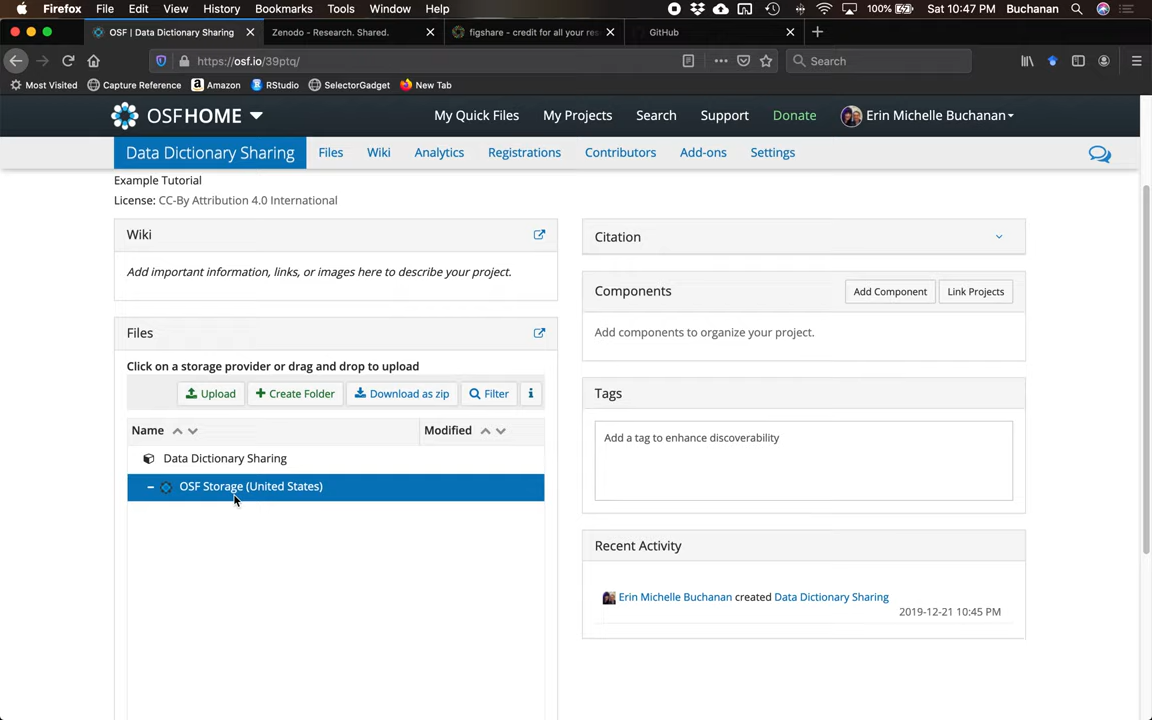 Firefox File Edit View History Bookmarks Tools Window Help 100% Sat 10:47 PM Buchanan
OSF | Data Dictionary Sharing Zenodo - Research. Shared. figshare - credit for all your res GitHub
https://osf.io/39ptq/ Search
Most Visited Capture Reference Amazon RStudio SelectorGadget New Tab
OSFHOME My Quick Files My Projects Search Support Donate Erin Michelle Buchanan
Data Dictionary Sharing Files Wiki Analytics Registrations Contributors Add-ons Settings
Example Tutorial
License: CC-By Attribution 4.0 International
Wiki
Add important information, links, or images here to describe your project.
Files
Click on a storage provider or drag and drop to upload
Upload Create Folder Download as zip Filter
Name Modified
Data Dictionary Sharing
OSF Storage (United States)
Citation
Components Add Component Link Projects
Add components to organize your project.
Tags
Add a tag to enhance discoverability
Recent Activity
Erin Michelle Buchanan created Data Dictionary Sharing
2019-12-21 10:45 PM